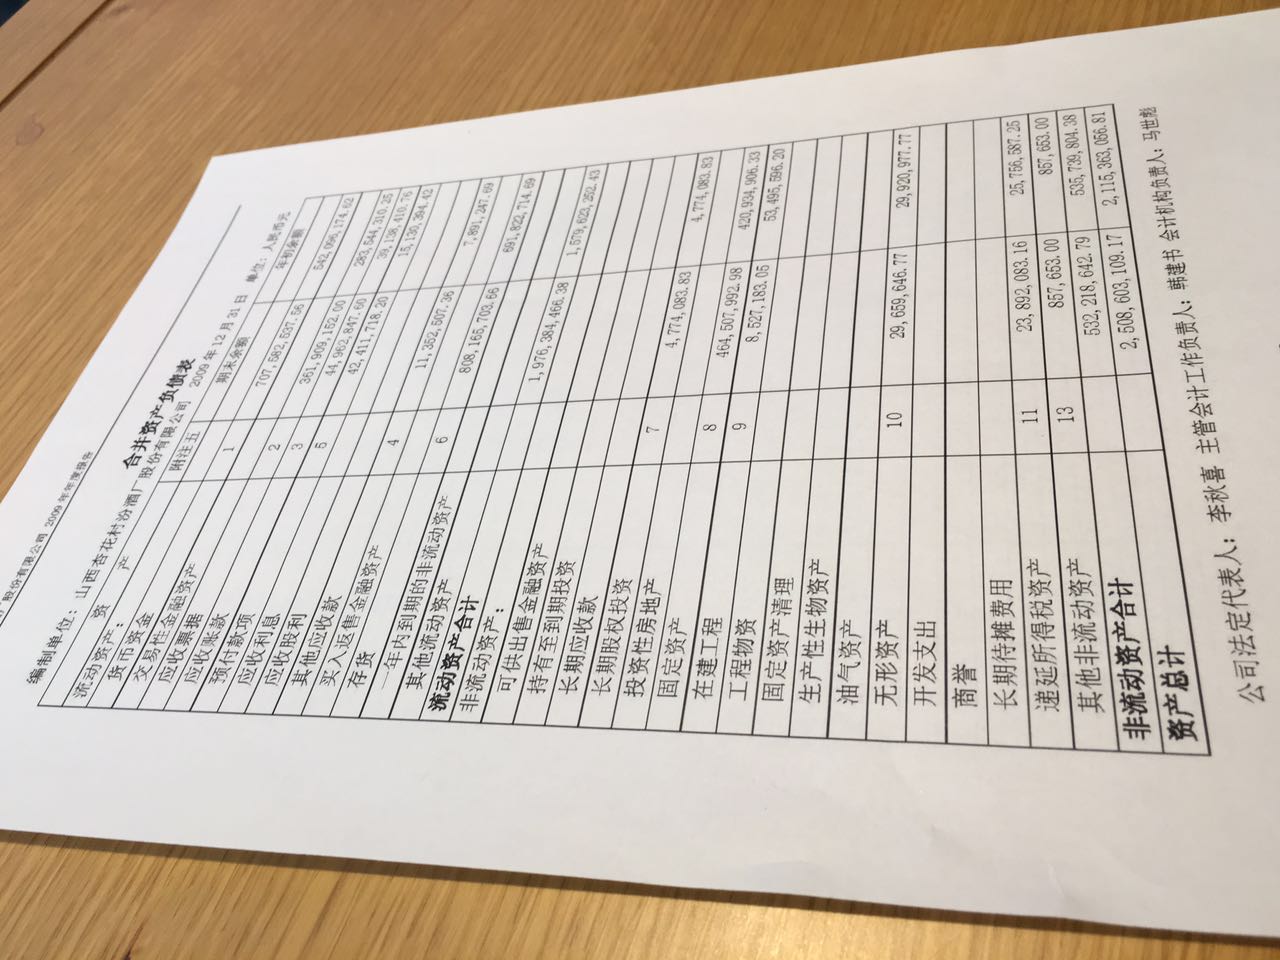 股份有限公司 2009 年年度报告
合并资产负债表
编制单位：山西杏花村汾酒厂股份有限公司 2009 年 12 月 31 日 单位：人民币元
资 产 附注五 期末余额 年初余额
流动资产：
货币资金 1 707,582,537.56 542,096,174.62
交易性金融资产
应收票据 2 361,909,152.00 283,544,310.25
应收账款 3 44,962,847.60 39,138,410.76
预付款项 5 42,411,718.20 15,130,394.42
应收利息
应收股利
其他应收款 4 11,352,507.36 7,891,247.69
买入返售金融资产
存货 6 808,165,703.66 691,822,714.69
一年内到期的非流动资产
其他流动资产
流动资产合计 1,976,384,466.38 1,579,623,252.43
非流动资产：
可供出售金融资产
持有至到期投资
长期应收款
长期股权投资 7 4,774,083.83 4,774,083.83
投资性房地产
固定资产 8 464,507,992.98 420,934,906.33
在建工程 9 8,527,183.05 53,495,596.20
工程物资
固定资产清理
生产性生物资产
油气资产
无形资产 10 29,659,646.77 29,920,977.77
开发支出
商誉
长期待摊费用
递延所得税资产 11 23,892,083.16 25,756,587.25
其他非流动资产 13 857,653.00 857,653.00
非流动资产合计 532,218,642.79 535,739,804.38
资产总计 2,508,603,109.17 2,115,363,056.81
公司法定代表人： 李秋喜 主管会计工作负责人：韩建书 会计机构负责人：马世彪